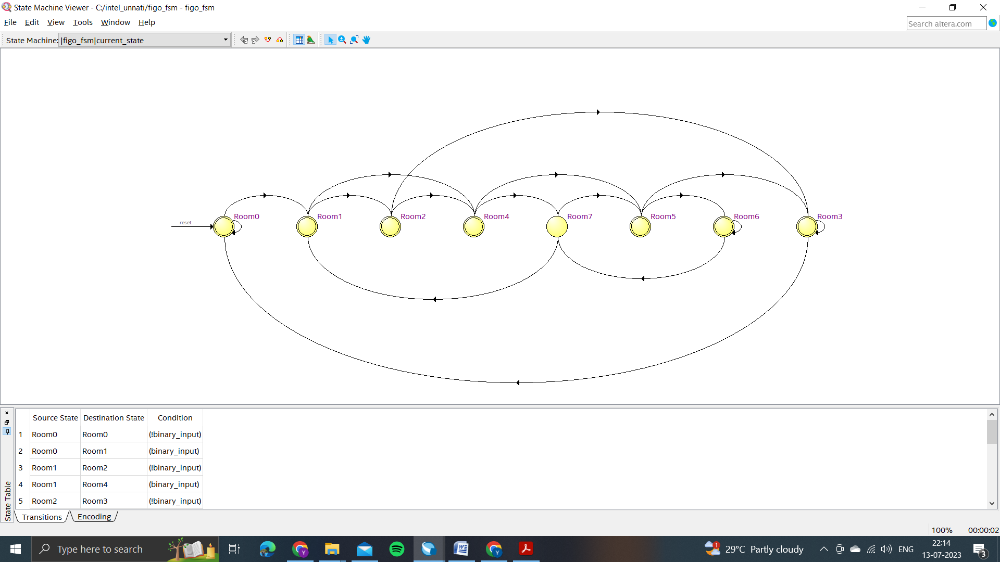 State Machine Viewer - C:/intel_unnati/figo_fsm - figo_fsm
File Edit View Tools Window Help
Search altera.com
State Machine: |figo_fsm|current_state
reset
Room0 Room1 Room2 Room4 Room7 Room5 Room6 Room3
Source State Destination State Condition
1 Room0 Room0 (!binary_input)
2 Room0 Room1 (binary_input)
3 Room1 Room2 (!binary_input)
4 Room1 Room4 (binary_input)
5 Room2 Room3 (!binary_input)
State Table
Transitions Encoding
100% 00:00:02
Type here to search
1
29°C Partly cloudy
ENG
22:14
13-07-2023
3